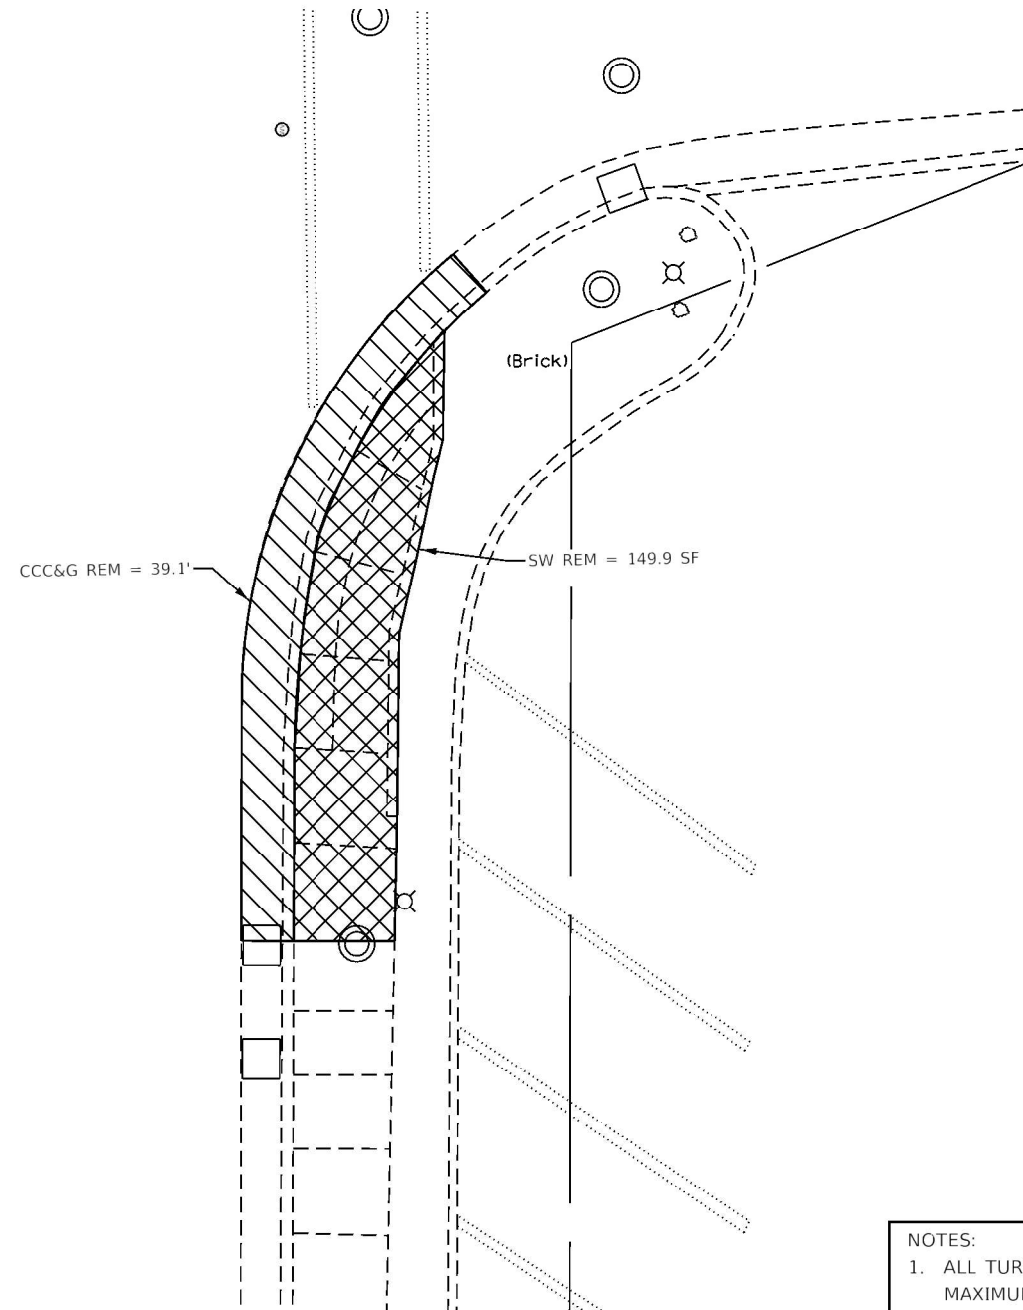 (Brick)
SW REM = 149.9 SF
CCC&G REM = 39.1'
NOTES:
1. ALL TUR
MAXIMU